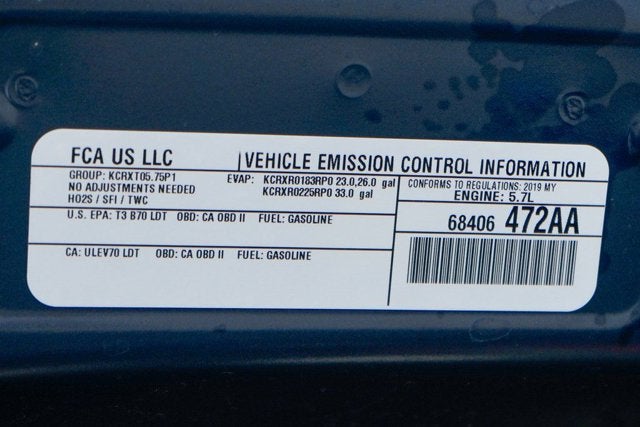 FCA US LLC
VEHICLE EMISSION CONTROL INFORMATION
GROUP: KCRXT05.75P1
NO ADJUSTMENTS NEEDED
HO2S / SFI / TWC
EVAP: KCRXR0183RP0 23.0,26.0 gal
KCRXR0225RP0 33.0 gal
CONFORMS TO REGULATIONS: 2019 MY
ENGINE: 5.7L
U.S. EPA: T3 B70 LDT OBD: CA OBD II FUEL: GASOLINE
68406 472AA
CA: ULEV70 LDT OBD: CA OBD II FUEL: GASOLINE